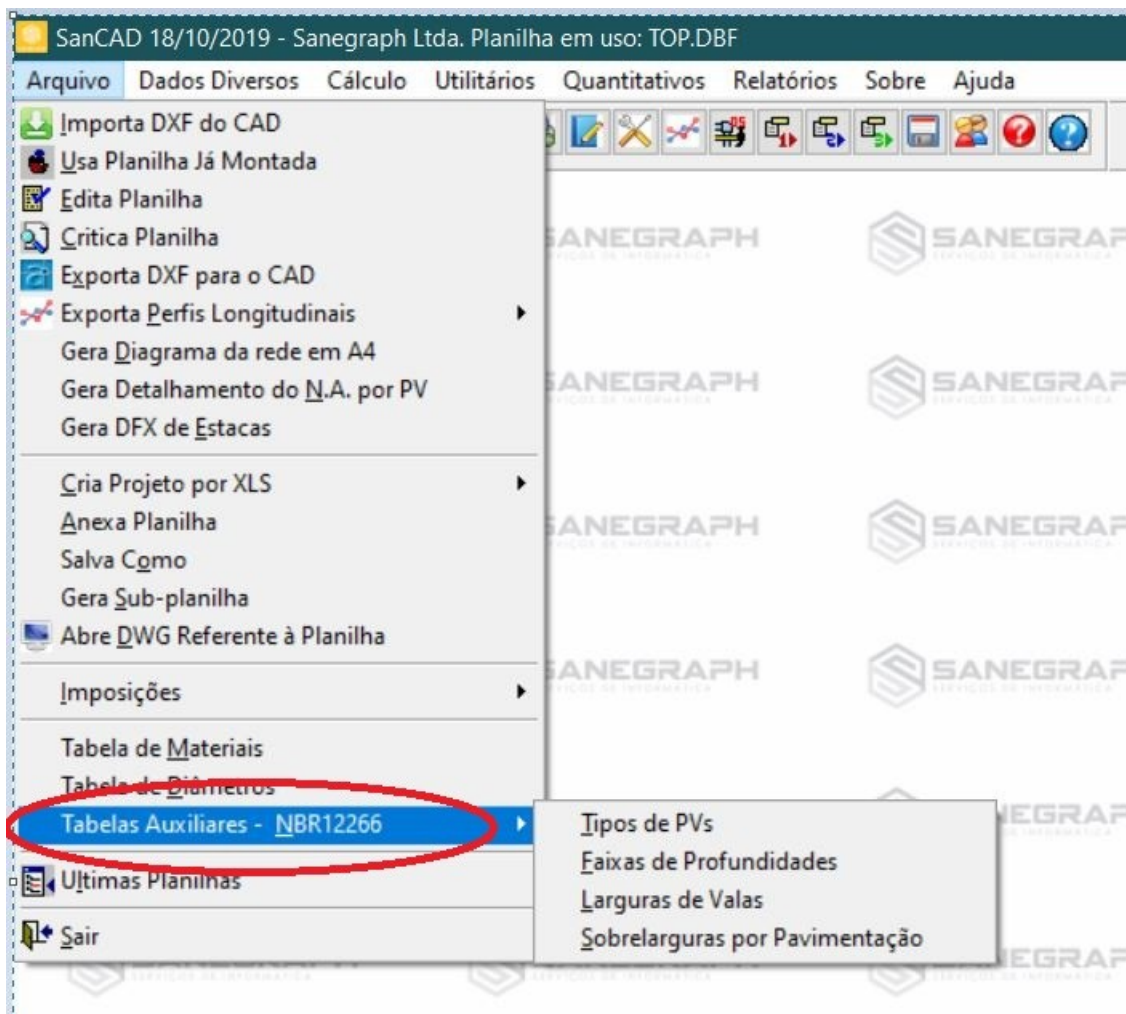 SanCAD 18/10/2019 - Sanegraph Ltda. Planilha em uso: TOP.DBF
Arquivo Dados Diversos Cálculo Utilitários Quantitativos Relatórios Sobre Ajuda
Importa DXF do CAD
Usa Planilha Já Montada
Edita Planilha
Critica Planilha
Exporta DXF para o CAD
Exporta Perfis Longitudinais
Gera Diagrama da rede em A4
Gera Detalhamento do N.A. por PV
Gera DFX de Estacas
Cria Projeto por XLS
Anexa Planilha
Salva Como
Gera Sub-planilha
Abre DWG Referente à Planilha
Imposições
Tabela de Materiais
Tabela de Diâmetros
Tabelas Auxiliares - NBR12266
Ultimas Planilhas
Sair
Tipos de PVs
Faixas de Profundidades
Larguras de Valas
Sobrelarguras por Pavimentação
SANEGRAPH SANEGRAP
SANEGRAPH SANEGRAP
SANEGRAPH SANEGRAP
SANEGRAPH SANEGRAP